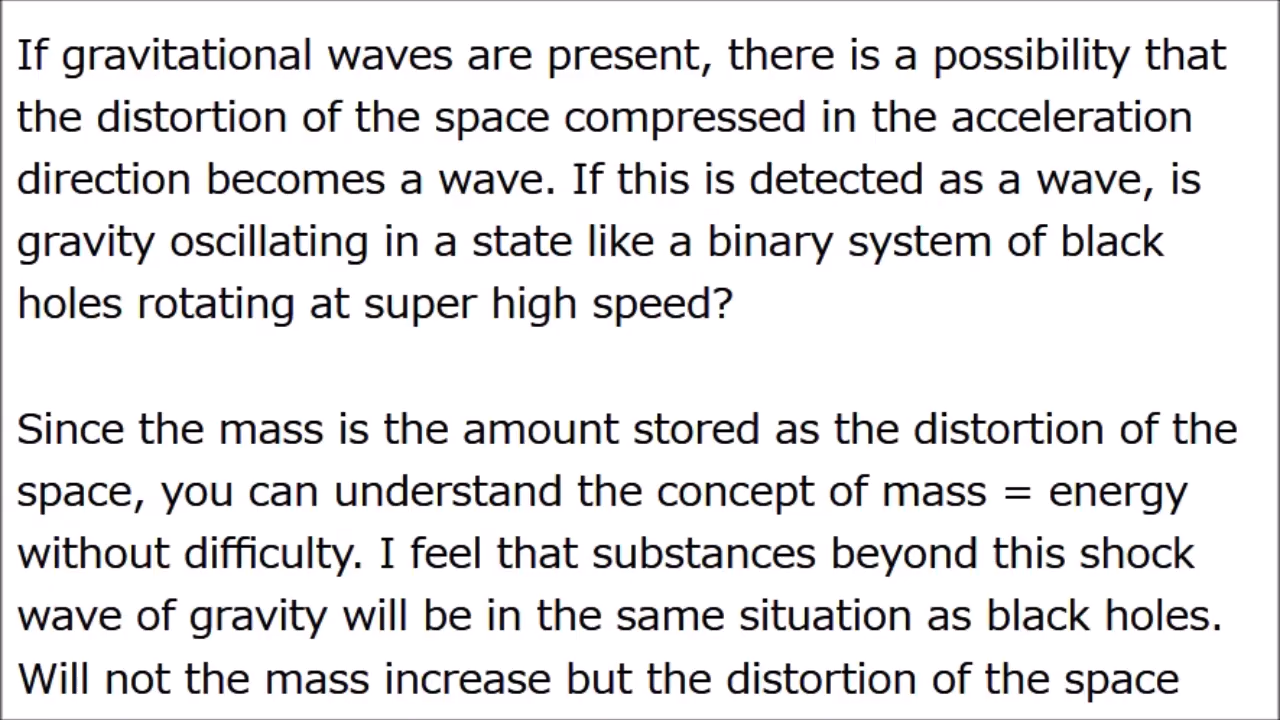 If gravitational waves are present, there is a possibility that
the distortion of the space compressed in the acceleration
direction becomes a wave. If this is detected as a wave, is
gravity oscillating in a state like a binary system of black
holes rotating at super high speed?
Since the mass is the amount stored as the distortion of the
space, you can understand the concept of mass = energy
without difficulty. I feel that substances beyond this shock
wave of gravity will be in the same situation as black holes.
Will not the mass increase but the distortion of the space